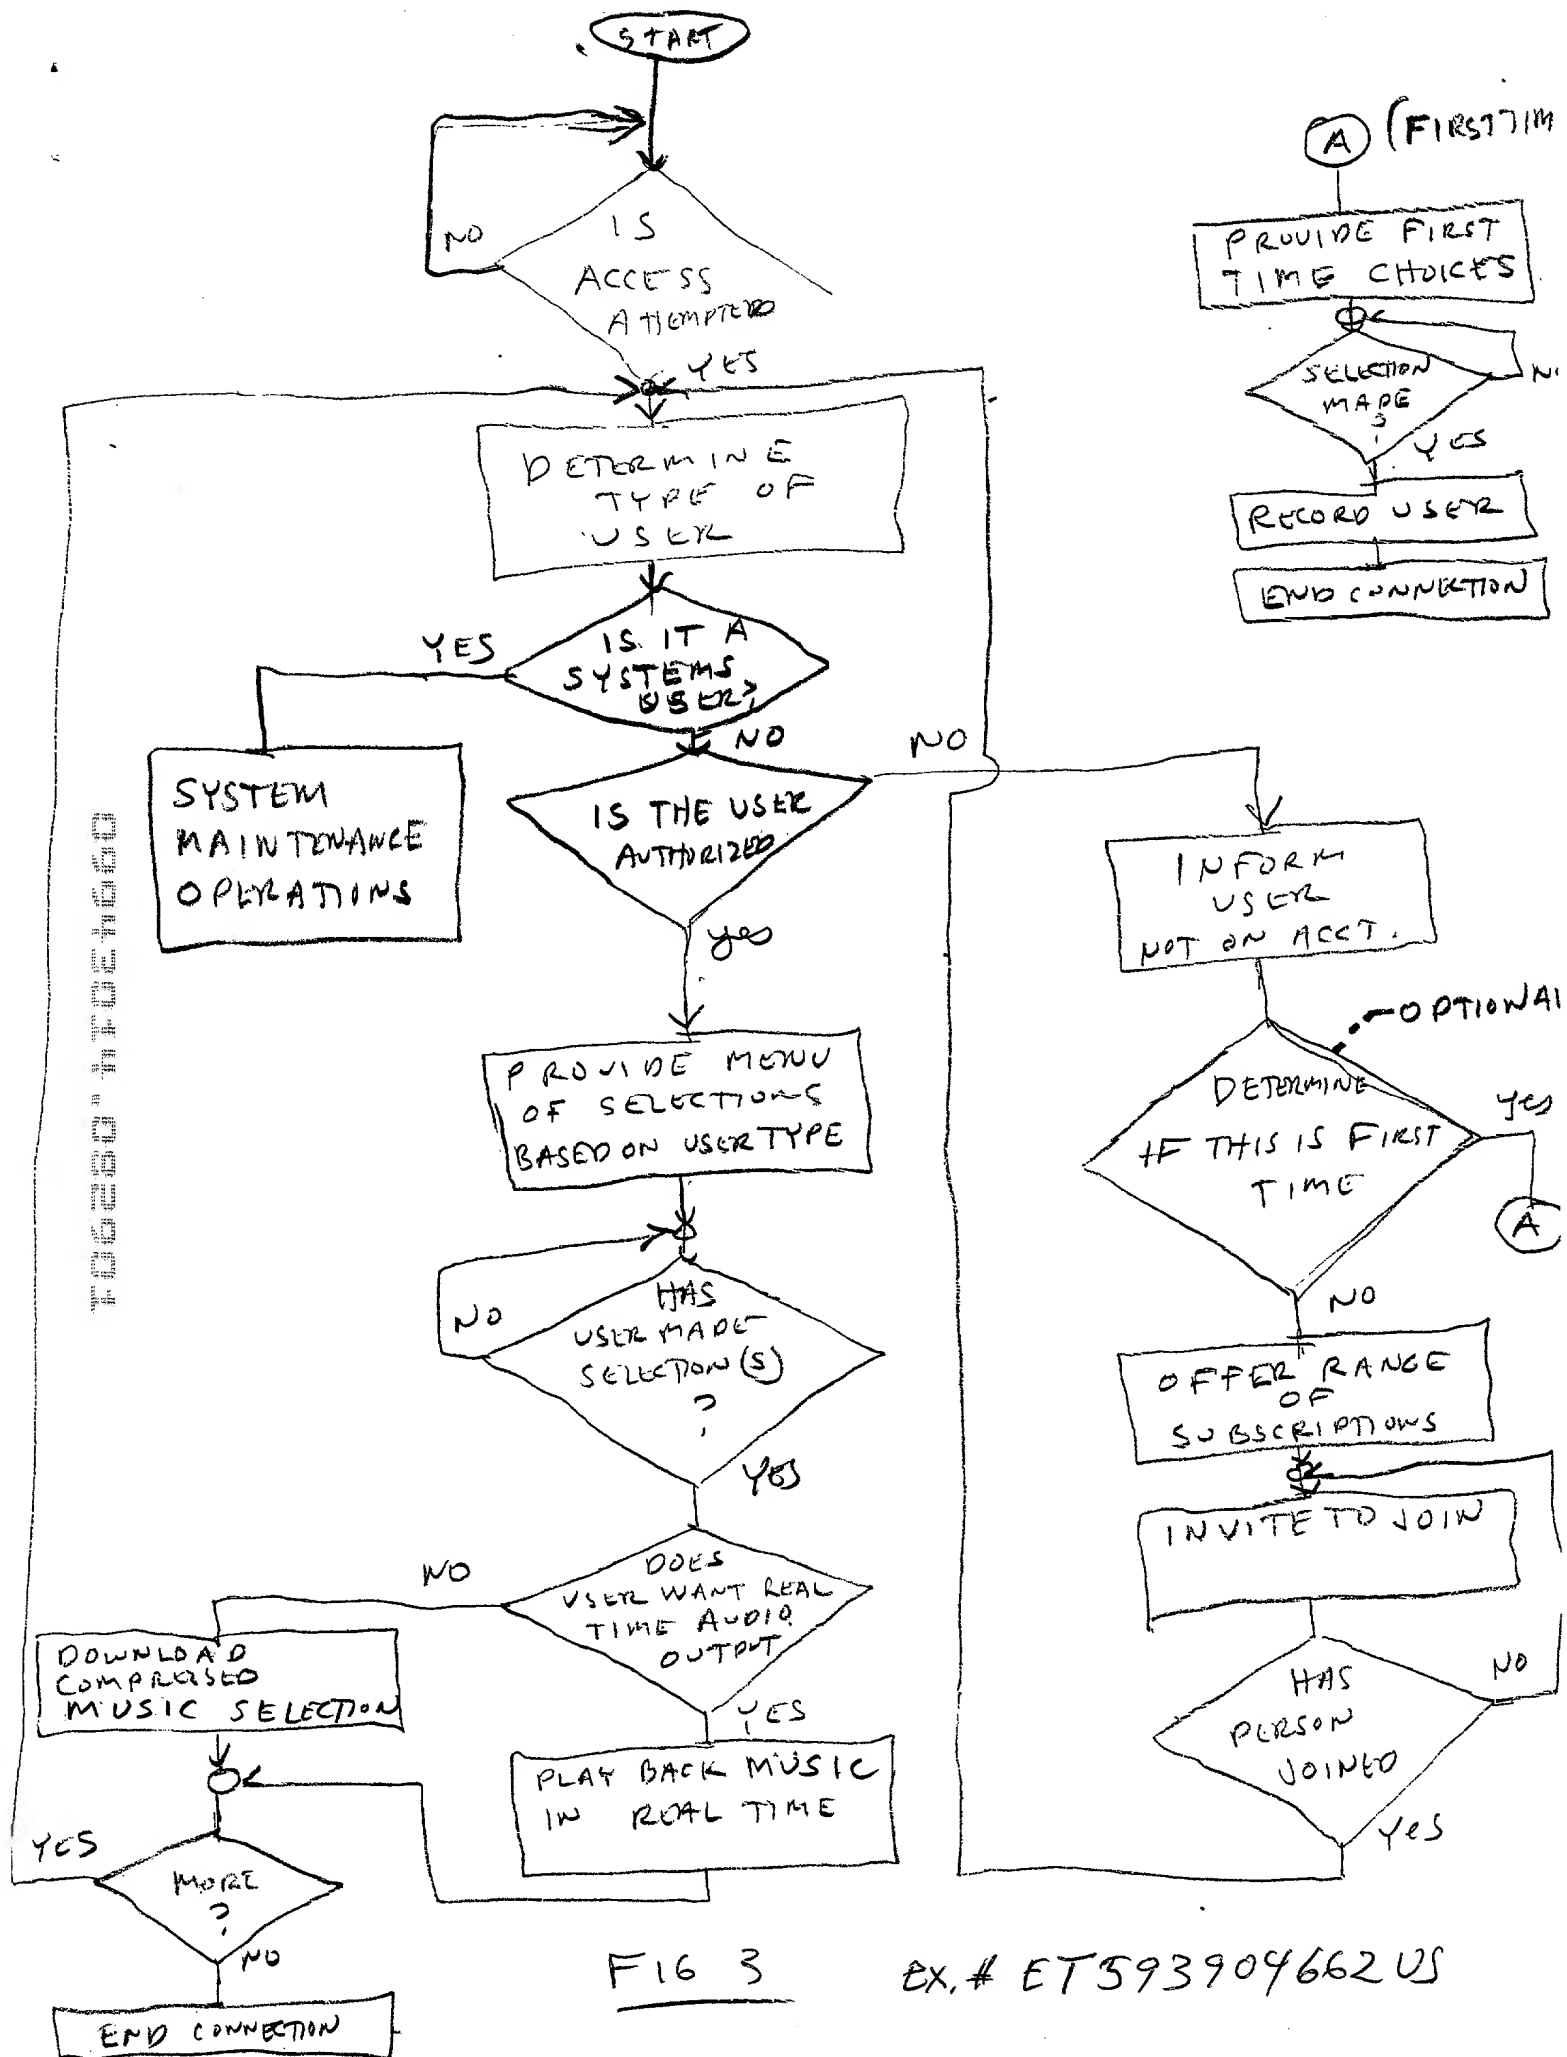 START
A (FIRSTTIM
NO
IS
ACCESS
ATTEMPTED
YES
PROVIDE FIRST
TIME CHOICES
SELECTION
MADE
?
YES
RECORD USER
END CONNECTION
DETERMINE
TYPE OF
USER
YES
IS IT A
SYSTEMS
USER?
NO
SYSTEM
MAINTENANCE
OPERATIONS
IS THE USER
AUTHORIZED
yes
NO
INFORM
USER
NOT ON ACCT.
OPTIONAL
DETERMINE
IF THIS IS FIRST
TIME
yes
A
NO
PROVIDE MENU
OF SELECTIONS
BASED ON USER TYPE
NO
HAS
USER MADE
SELECTION(S)
?
YES
OFFER RANGE
OF
SUBSCRIPTIONS
INVITE TO JOIN
HAS
PERSON
JOINED
NO
Yes
NO
DOES
USER WANT REAL
TIME AUDIO
OUTPUT
YES
DOWNLOAD
COMPRESSED
MUSIC SELECTION
PLAY BACK MUSIC
IN REAL TIME
YES
MORE
?
NO
END CONNECTION
FIG 3
EX.# ET593904662US